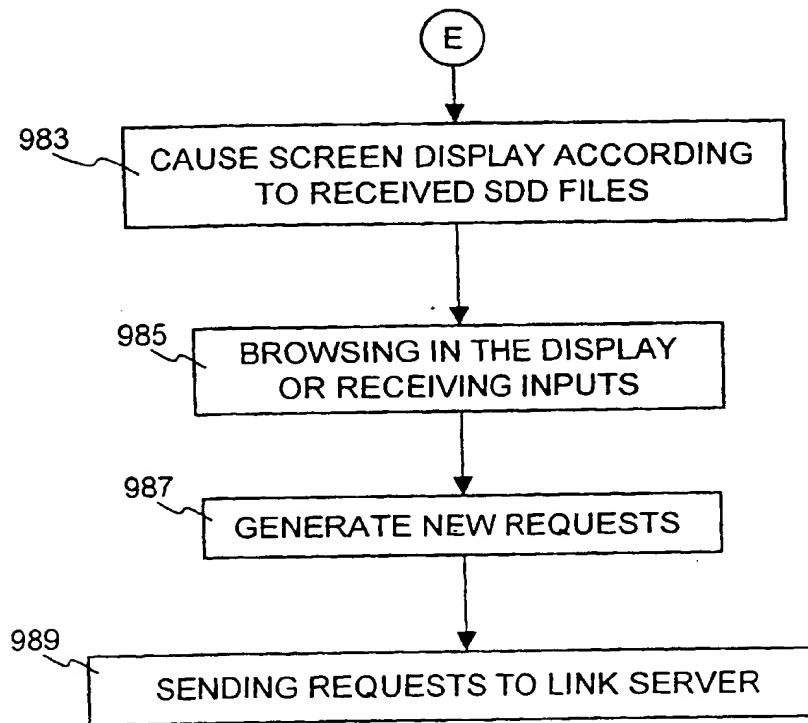 E
983
CAUSE SCREEN DISPLAY ACCORDING
TO RECEIVED SDD FILES
985
BROWSING IN THE DISPLAY
OR RECEIVING INPUTS
987
GENERATE NEW REQUESTS
989
SENDING REQUESTS TO LINK SERVER